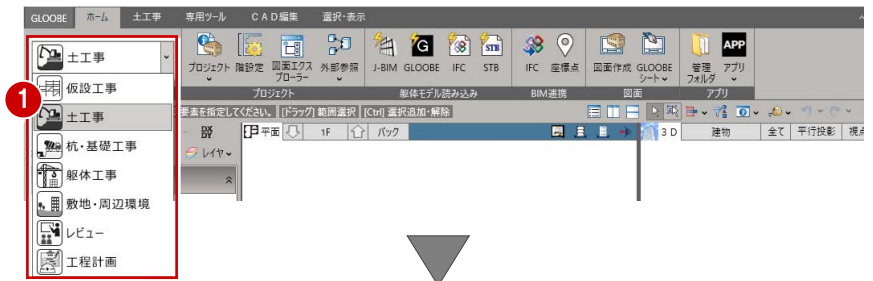 GLOOBE ホーム 土工事 専用ツール CAD編集 選択・表示
土工事
プロジェクト 階設定 図面エクスプローラー 外部参照 J-BIM GLOOBE IFC STB IFC 座標点 図面作成 GLOOBEシート 管理フォルダ アプリ
G STB APP
プロジェクト 躯体モデル読み込み BIM連携 図面 アプリ
1
仮設工事
土工事
杭・基礎工事
躯体工事
敷地・周辺環境
レビュー
工程計画
要素を指定してください。 [ドラッグ] 範囲選択 [Ctrl] 選択追加・解除
平面 1F バック 3D 建物 全て 平行投影 視点
レイヤ